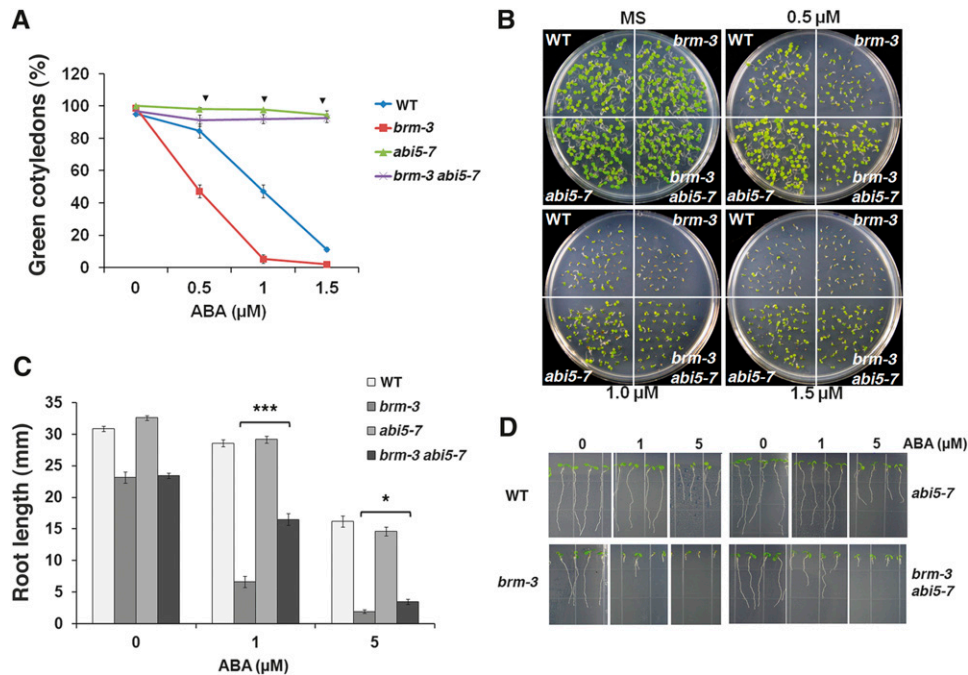 A
Green cotyledons (%)
120
100
80
60
40
20
0
0 0.5 1 1.5
ABA (µM)
WT
brm-3
abi5-7
brm-3 abi5-7
B
MS 0.5 µM
WT brm-3 WT brm-3
abi5-7 brm-3 abi5-7 brm-3
abi5-7 abi5-7
WT brm-3 WT brm-3
abi5-7 brm-3 abi5-7 brm-3
abi5-7 abi5-7
1.0 µM 1.5 µM
C
Root length (mm)
35
30
25
20
15
10
5
0
0 1 5
ABA (µM)
WT
brm-3
abi5-7
brm-3 abi5-7
***
*
D
0 1 5 0 1 5 ABA (µM)
WT abi5-7
brm-3 brm-3
abi5-7